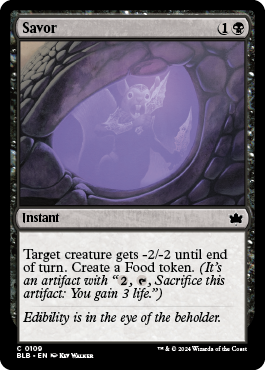 Savor 1
Instant
Target creature gets -2/-2 until end
of turn. Create a Food token. (It's
an artifact with “2, , Sacrifice this
artifact: You gain 3 life.”)
Edibility is in the eye of the beholder.
C 0109
BLB • EN Kev Walker
™ & © 2024 Wizards of the Coast